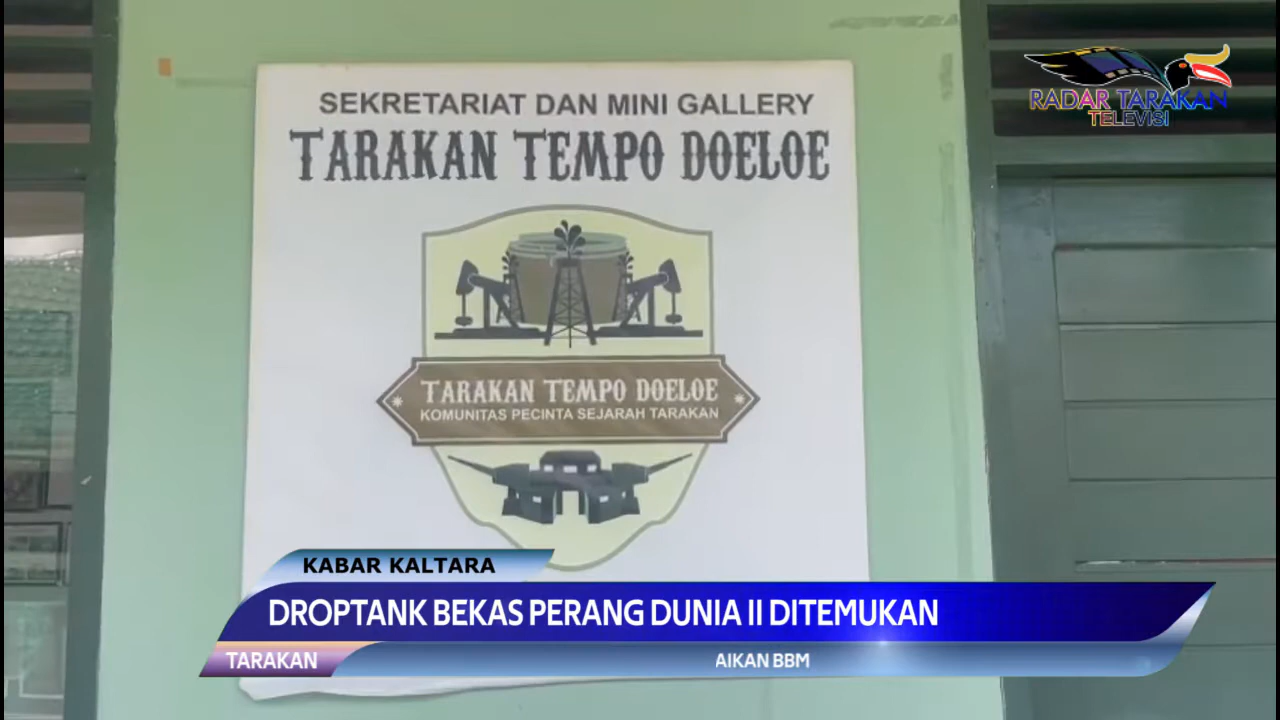 SEKRETARIAT DAN MINI GALLERY
TARAKAN TEMPO DOELOE
RADAR TARAKAN
TELEVISI
TARAKAN TEMPO DOELOE
KOMUNITAS PECINTA SEJARAH TARAKAN
KABAR KALTARA
DROPTANK BEKAS PERANG DUNIA II DITEMUKAN
TARAKAN
AIKAN BBM